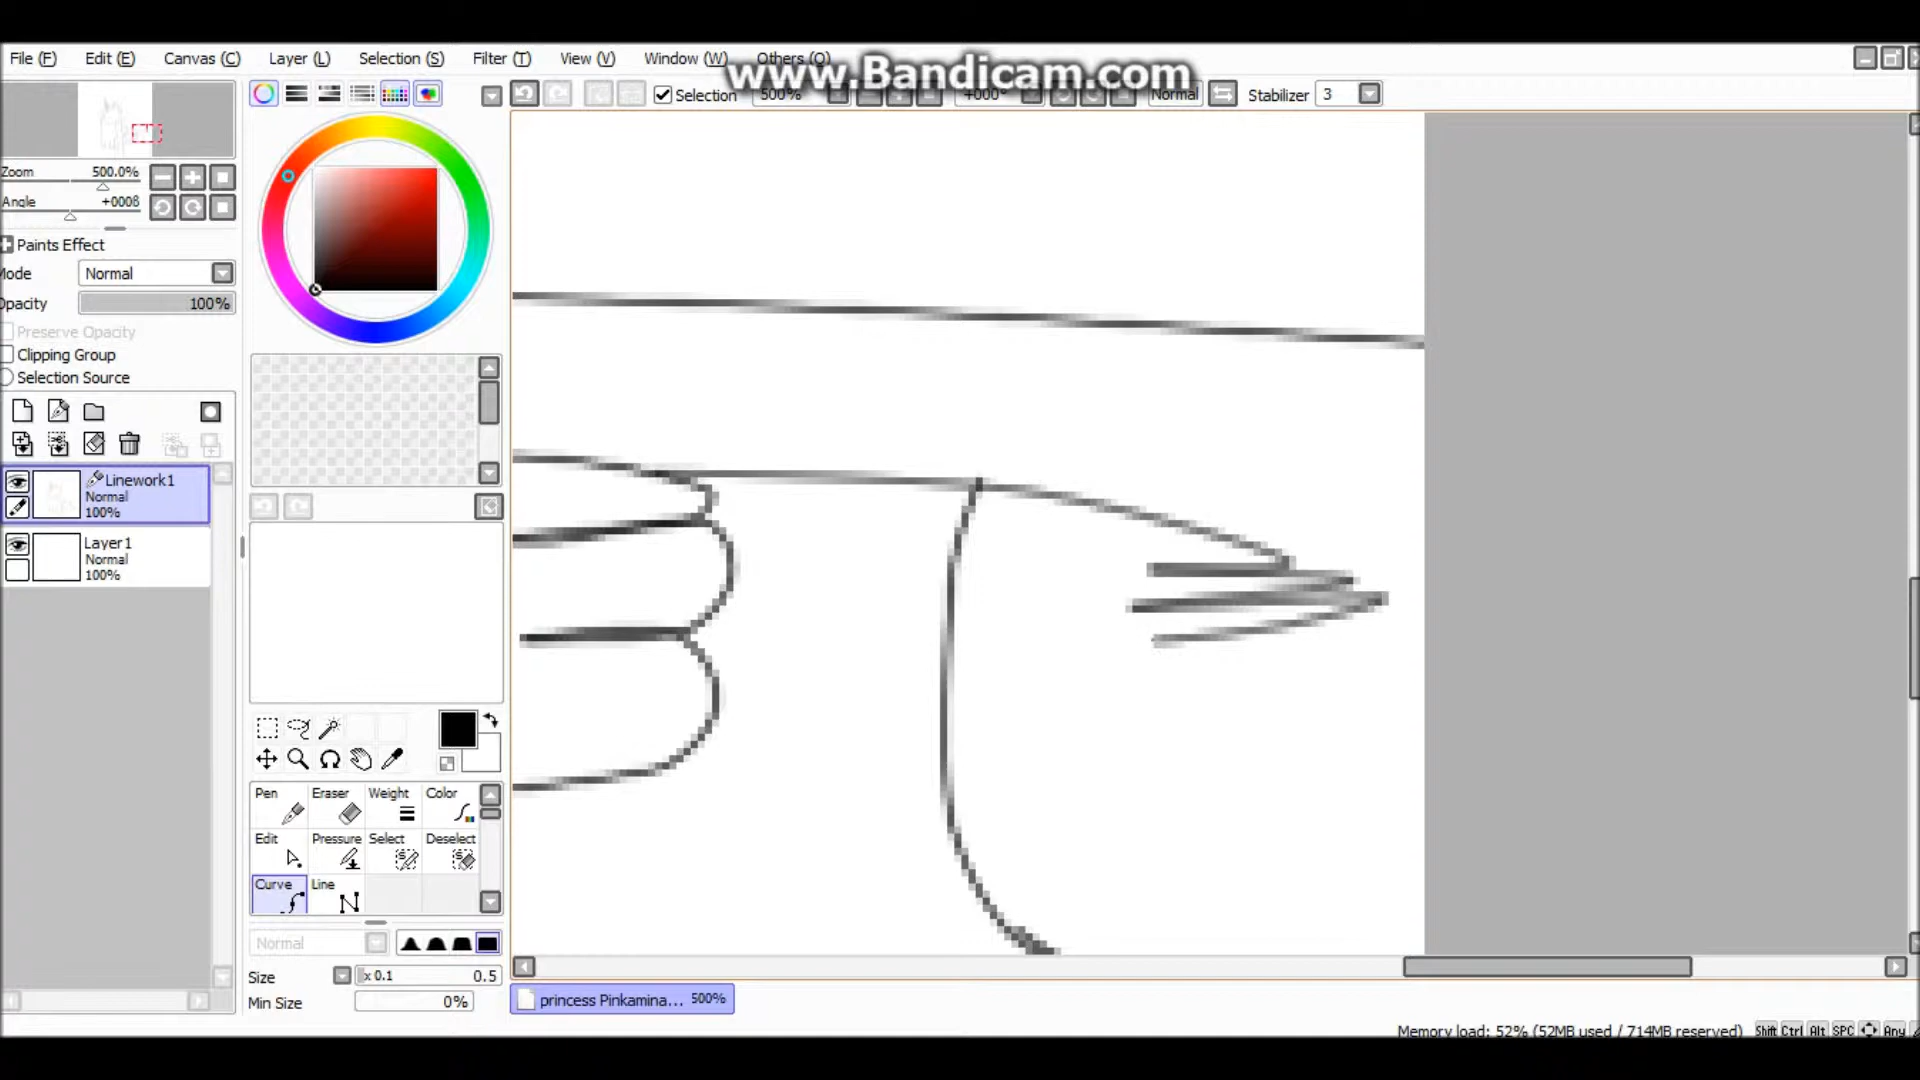 File (F) Edit (E) Canvas (C) Layer (L) Selection (S) Filter (T) View (V) Window (W) Others (O)
www.Bandicam.com
Selection 500% +000° Normal Stabilizer 3
Zoom 500.0%
Angle +000ß
Paints Effect
Mode Normal
Opacity 100%
Preserve Opacity
Clipping Group
Selection Source
Linework1
Normal
100%
Layer1
Normal
100%
Pen Eraser Weight Color
Edit Pressure Select Deselect
Curve Line
Normal
Size x 0.1 0.5
Min Size 0%
princess Pinkamina... 500%
Memory load: 52% (52MB used / 714MB reserved) Shift Ctrl Alt SPC Any